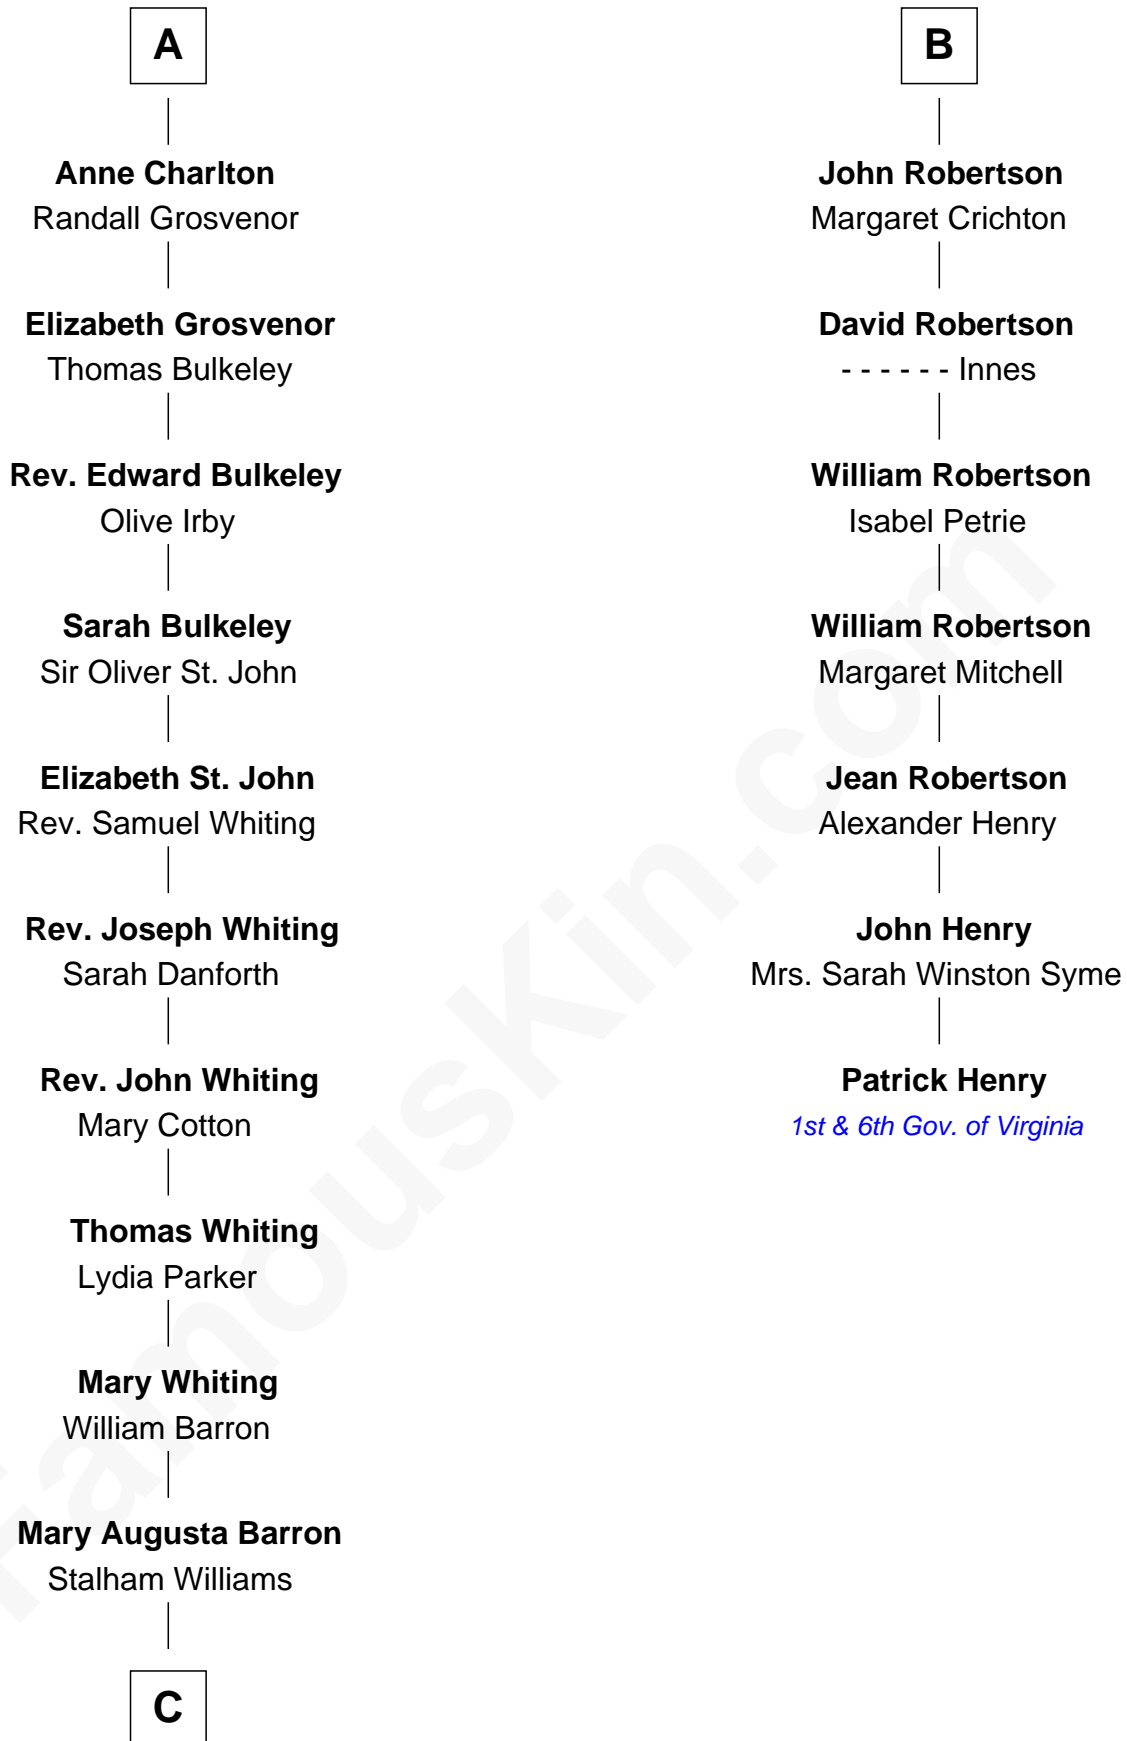 A
Anne Charlton
Randall Grosvenor
Elizabeth Grosvenor
Thomas Bulkeley
Rev. Edward Bulkeley
Olive Irby
Sarah Bulkeley
Sir Oliver St. John
Elizabeth St. John
Rev. Samuel Whiting
Rev. Joseph Whiting
Sarah Danforth
Rev. John Whiting
Mary Cotton
Thomas Whiting
Lydia Parker
Mary Whiting
William Barron
Mary Augusta Barron
Stalham Williams
C
B
John Robertson
Margaret Crichton
David Robertson
- - - - - - Innes
William Robertson
Isabel Petrie
William Robertson
Margaret Mitchell
Jean Robertson
Alexander Henry
John Henry
Mrs. Sarah Winston Syme
Patrick Henry
1st & 6th Gov. of Virginia
FamousKin.com